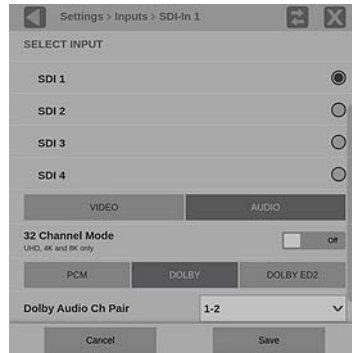 Settings > Inputs > SDI-In 1
SELECT INPUT
SDI 1
SDI 2
SDI 3
SDI 4
VIDEO AUDIO
32 Channel Mode Off
UHD, 4K and 8K only
PCM DOLBY DOLBY ED2
Dolby Audio Ch Pair 1-2
Cancel Save